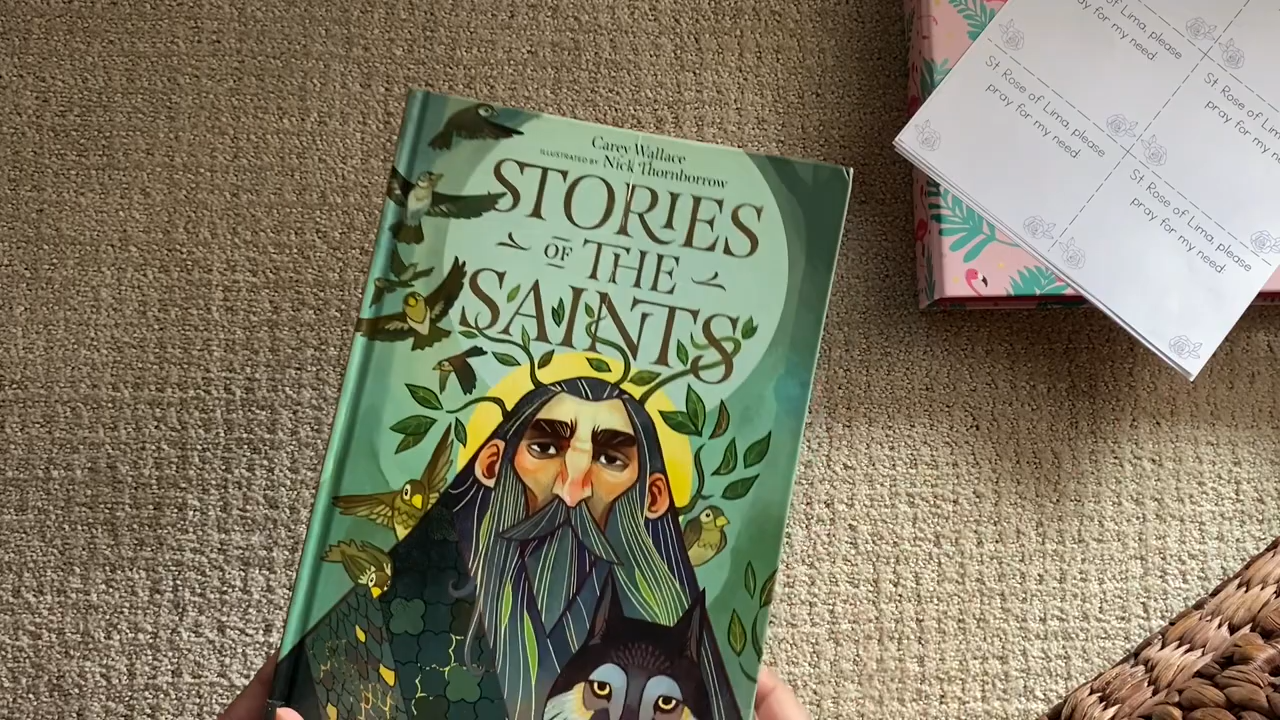 Carey Wallace
ILLUSTRATED BY Nick Thornborrow
STORIES
OF THE
SAINTS
of Lima, please
pray for my need
St. Rose of Lima, please
pray for my need
St. Rose of Lima
pray for my
St. Rose of Lima, please
pray for my need